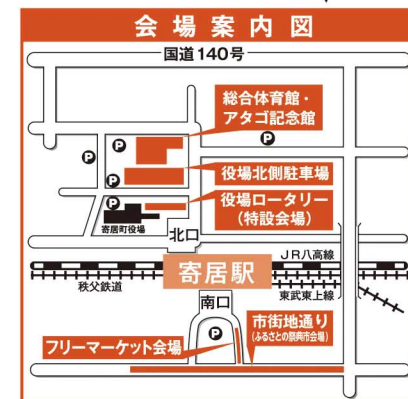 会場案内図
国道140号
総合体育館・
アタゴ記念館
P
P
P
役場北側駐車場
P
P
役場ロータリー
(特設会場)
寄居町役場
北口
JR八高線
寄居駅
秩父鉄道
東武東上線
南口
市街地通り
(ふるさとの祭典市会場)
P
フリーマーケット会場